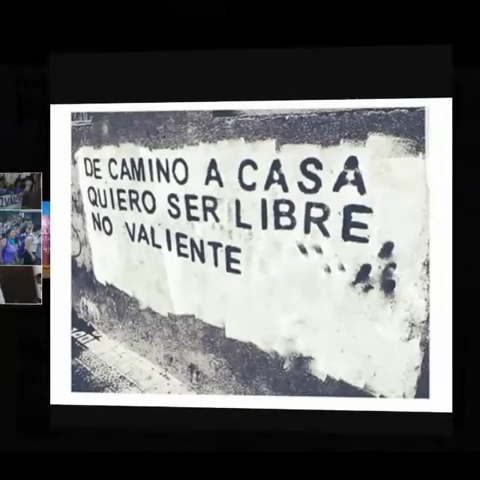 DE CAMINO A CASA
QUIERO SER LIBRE
NO VALIENTE